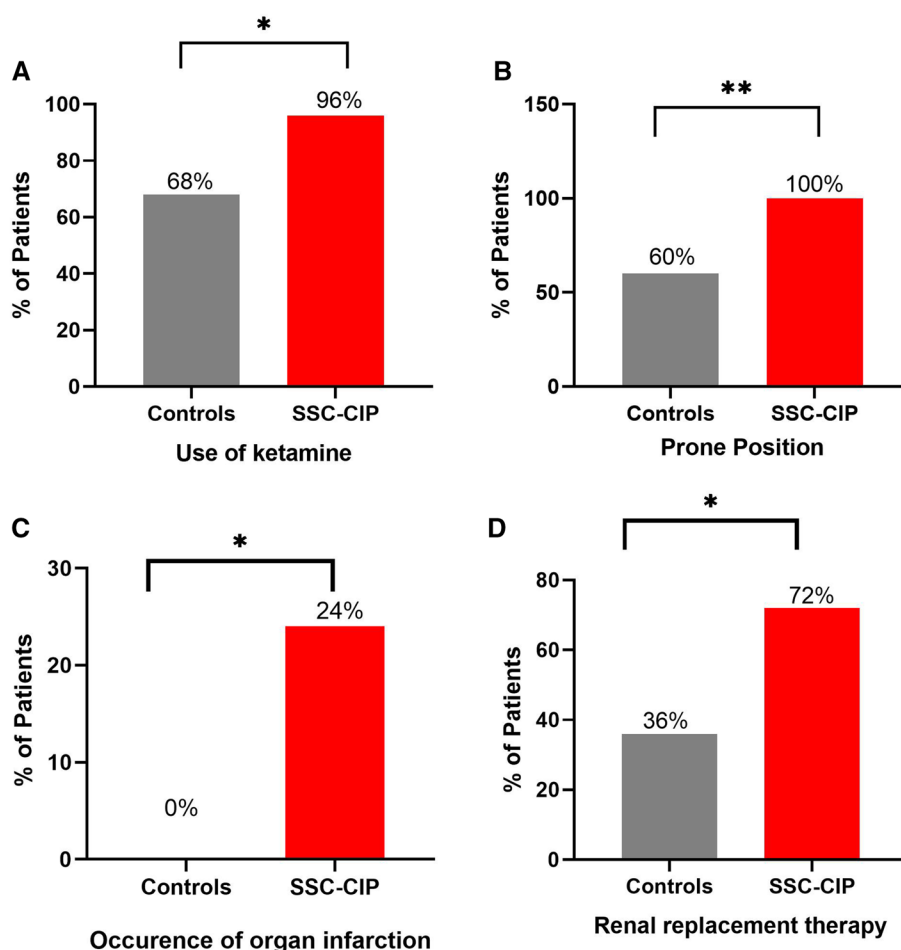 A
*
% of Patients
100
80
60
40
20
0
68%
96%
Controls SSC-CIP
Use of ketamine
B
**
% of Patients
150
100
50
0
60%
100%
Controls SSC-CIP
Prone Position
C
*
% of Patients
30
20
10
0
0%
24%
Controls SSC-CIP
Occurence of organ infarction
D
*
% of Patients
80
60
40
20
0
36%
72%
Controls SSC-CIP
Renal replacement therapy